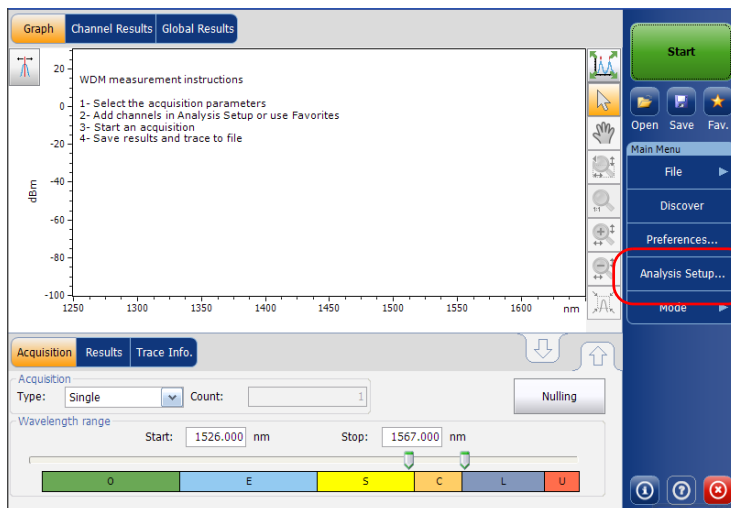 Graph Channel Results Global Results
Start
20
0
-20
-40
-60
-80
-100
dBm
WDM measurement instructions
1- Select the acquisition parameters
2- Add channels in Analysis Setup or use Favorites
3- Start an acquisition
4- Save results and trace to file
1250 1300 1350 1400 1450 1500 1550 1600 nm
1:1
Open Save Fav.
Main Menu
File
Discover
Preferences...
Analysis Setup...
Mode
Acquisition Results Trace Info.
Acquisition
Type: Single Count: 1
Nulling
Wavelength range
Start: 1526.000 nm Stop: 1567.000 nm
O E S C L U